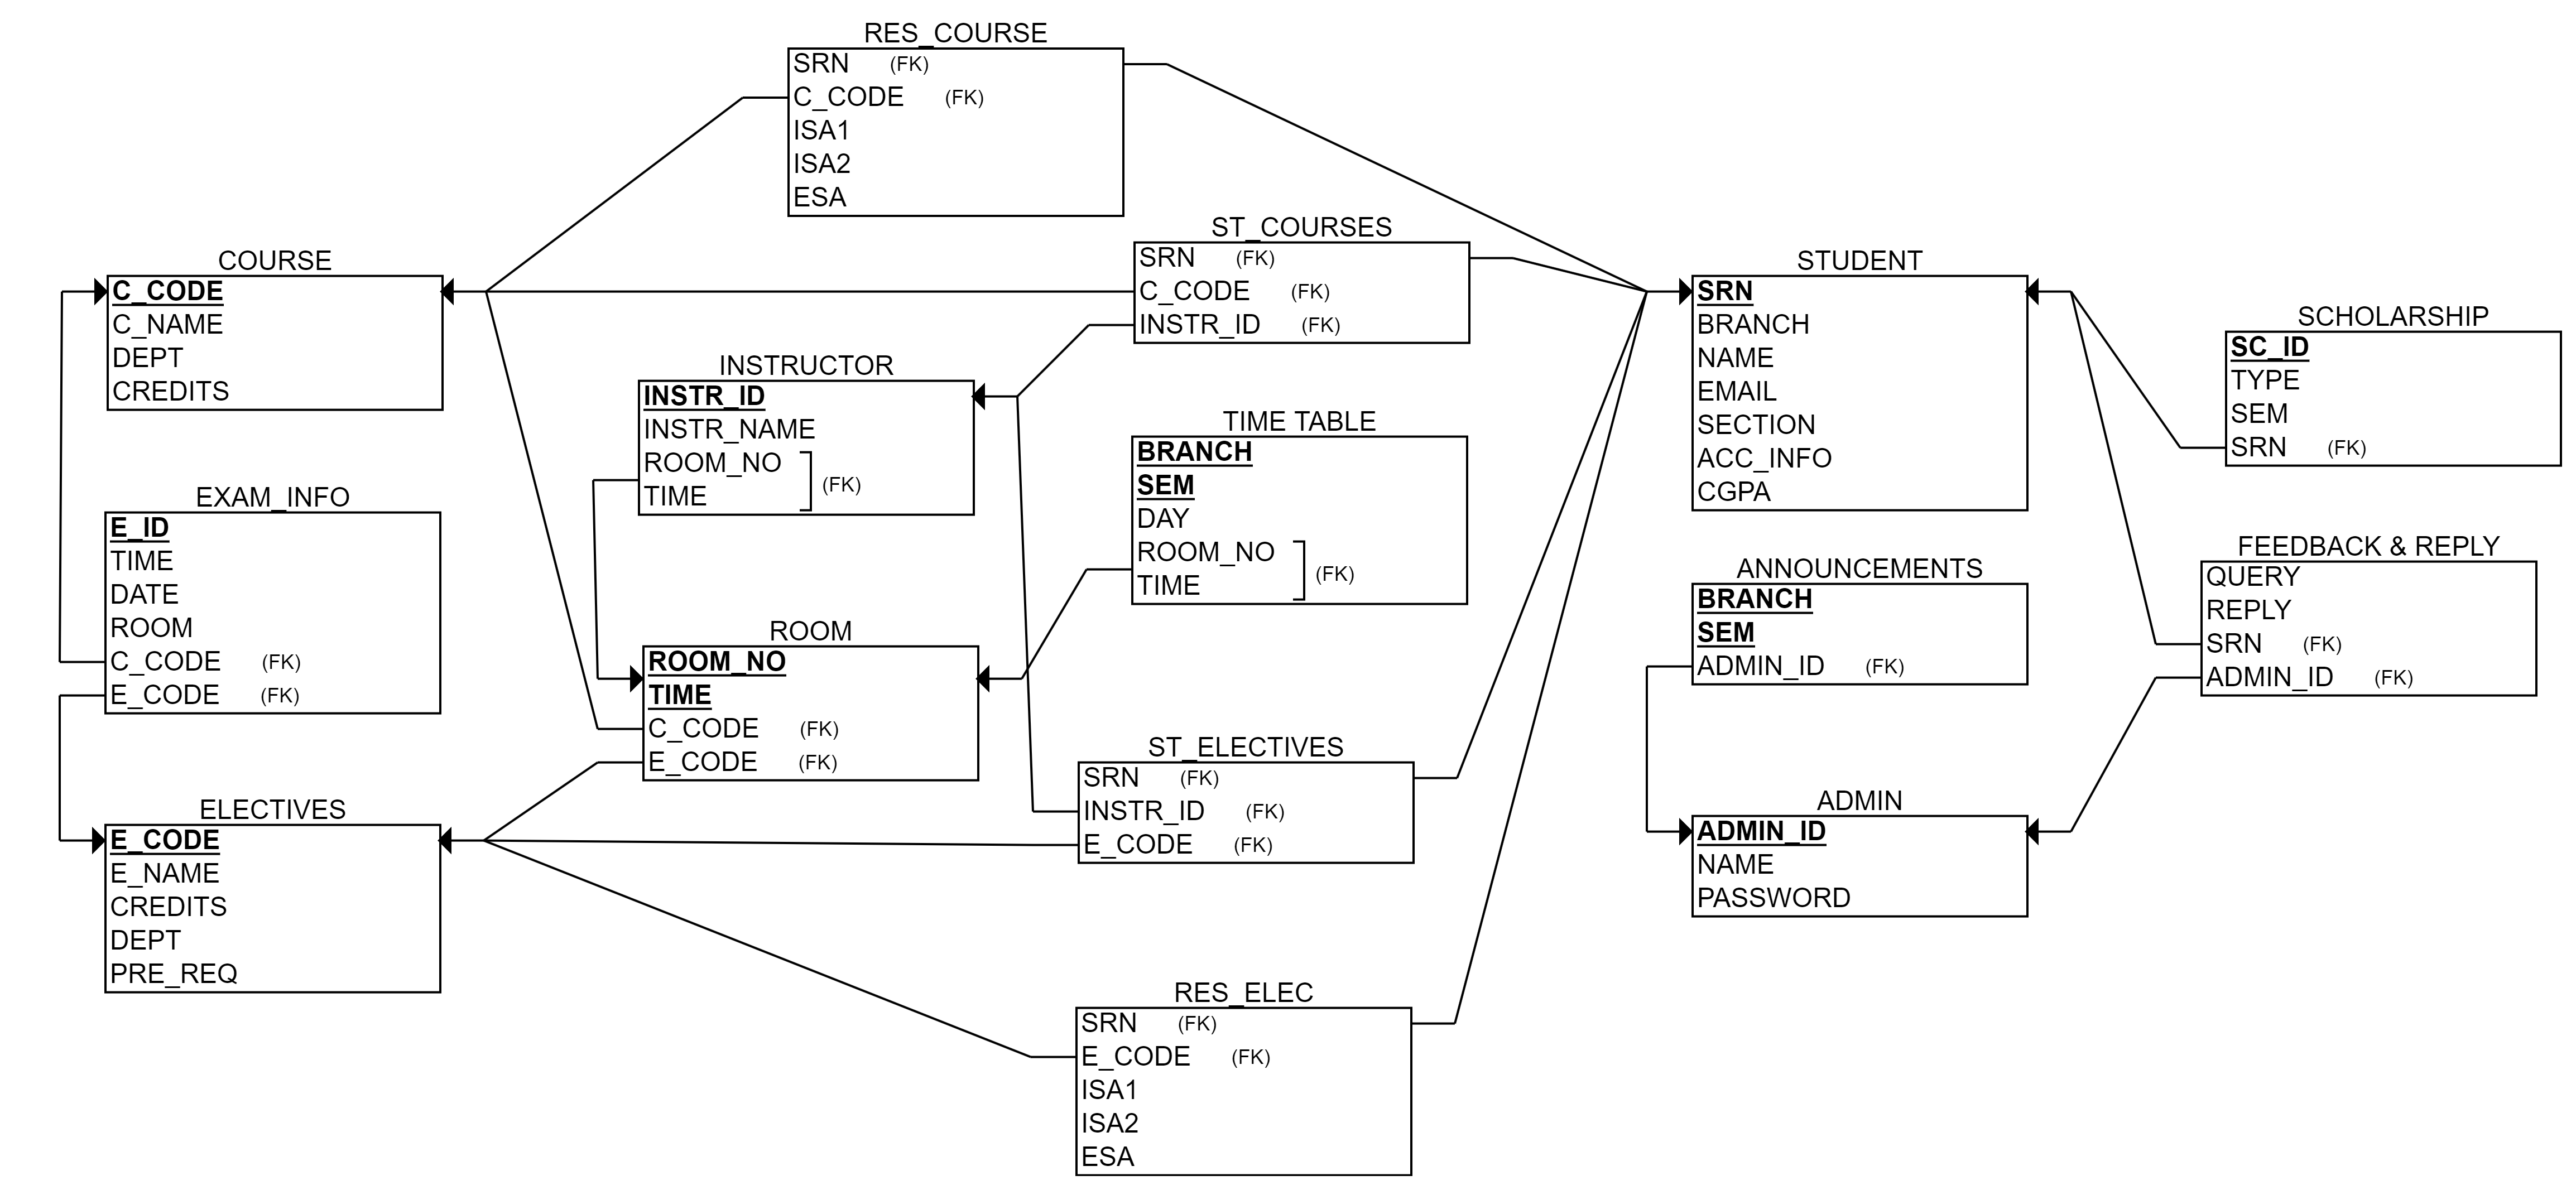 RES_COURSE
SRN (FK)
C_CODE (FK)
ISA1
ISA2
ESA
ST_COURSES
SRN (FK)
C_CODE (FK)
INSTR_ID (FK)
COURSE
C_CODE
C_NAME
DEPT
CREDITS
STUDENT
SRN
BRANCH
NAME
EMAIL
SECTION
ACC_INFO
CGPA
SCHOLARSHIP
SC_ID
TYPE
SEM
SRN (FK)
INSTRUCTOR
INSTR_ID
INSTR_NAME
ROOM_NO
TIME
(FK)
TIME TABLE
BRANCH
SEM
DAY
ROOM_NO
TIME
(FK)
EXAM_INFO
E_ID
TIME
DATE
ROOM
C_CODE (FK)
E_CODE (FK)
FEEDBACK & REPLY
QUERY
REPLY
SRN (FK)
ADMIN_ID (FK)
ANNOUNCEMENTS
BRANCH
SEM
ADMIN_ID (FK)
ROOM
ROOM_NO
TIME
C_CODE (FK)
E_CODE (FK)
ST_ELECTIVES
SRN (FK)
INSTR_ID (FK)
E_CODE (FK)
ELECTIVES
E_CODE
E_NAME
CREDITS
DEPT
PRE_REQ
ADMIN
ADMIN_ID
NAME
PASSWORD
RES_ELEC
SRN (FK)
E_CODE (FK)
ISA1
ISA2
ESA